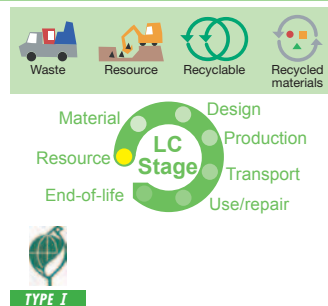 Waste
Resource
Recyclable
Recycled
materials
Material
Design
Resource
LC
Stage
Production
Transport
End-of-life
Use/repair
TYPE I